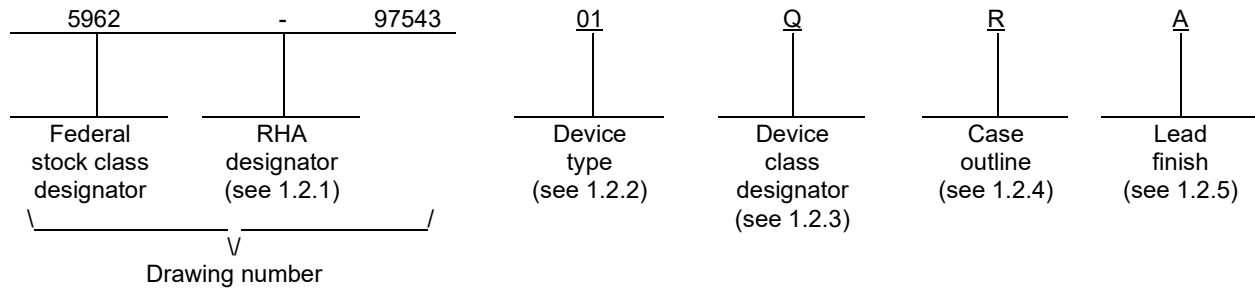 5962 - 97543 01 Q R A
Federal RHA Device Device Case Lead
stock class designator type class outline finish
designator (see 1.2.1) (see 1.2.2) designator (see 1.2.4) (see 1.2.5)
(see 1.2.3)
\ /
\/
Drawing number